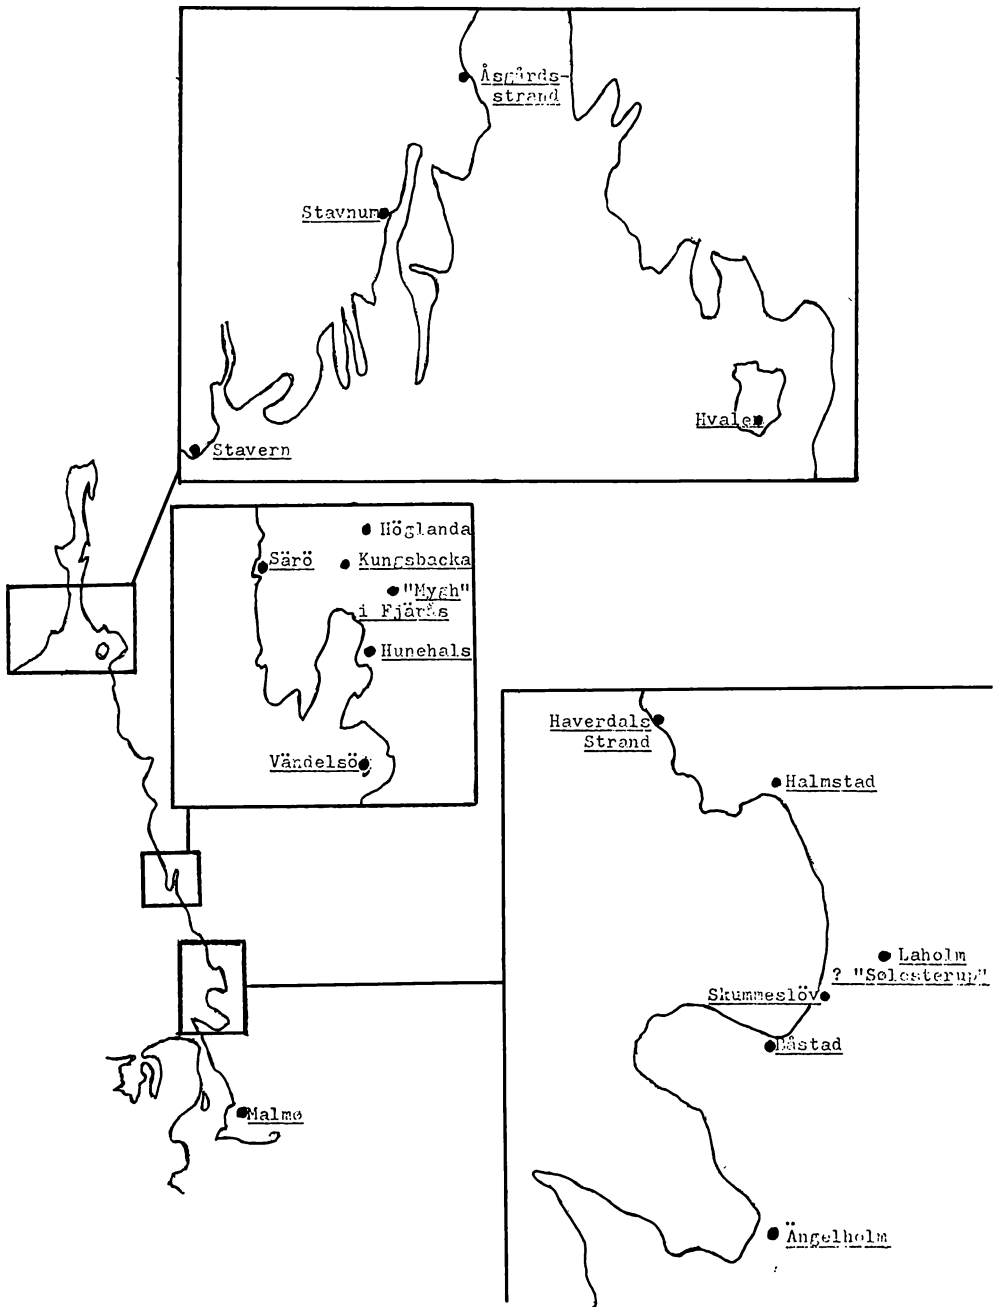 Åsgårds-
strand
Stavnum
Hvaler
Stavern
Höglanda
Särö
Kungsbacka
"Mygh"
i Fjärås
Hunehals
Vändelsö
Haverdals
Strand
Halmstad
Laholm
? "Sølesterup"
Skummeslöv
Båstad
Malmø
Ängelholm